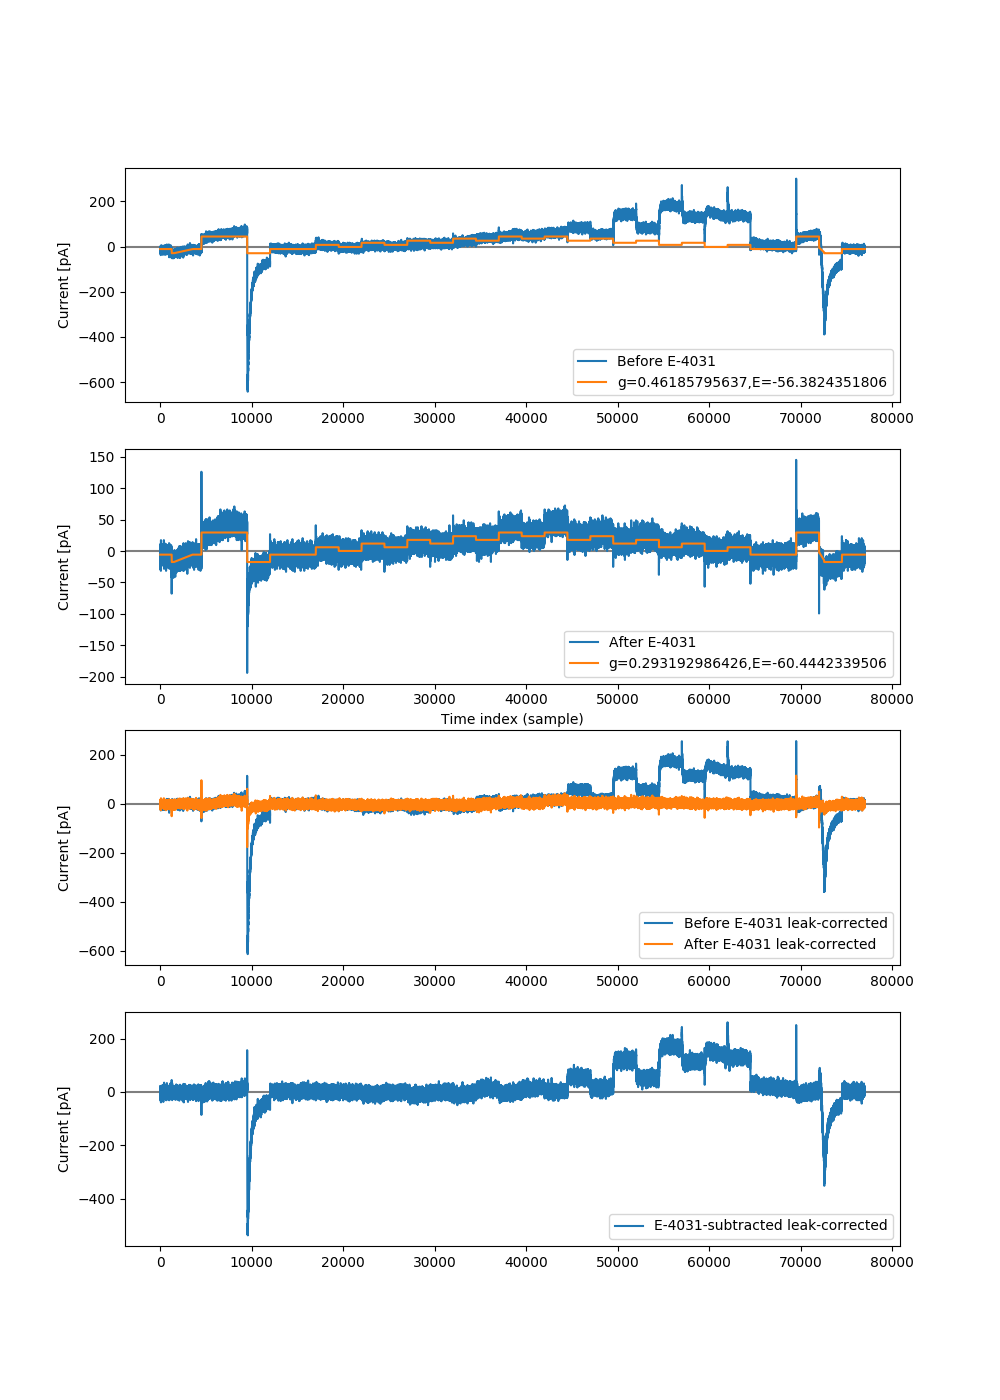 200
0
−200
−400
−600
Current [pA]
Before E-4031
g=0.46185795637,E=-56.3824351806
0 10000 20000 30000 40000 50000 60000 70000 80000
150
100
50
0
−50
−100
−150
−200
Current [pA]
After E-4031
g=0.293192986426,E=-60.4442339506
0 10000 20000 30000 40000 50000 60000 70000 80000
Time index (sample)
200
0
−200
−400
−600
Current [pA]
Before E-4031 leak-corrected
After E-4031 leak-corrected
0 10000 20000 30000 40000 50000 60000 70000 80000
200
0
−200
−400
Current [pA]
E-4031-subtracted leak-corrected
0 10000 20000 30000 40000 50000 60000 70000 80000